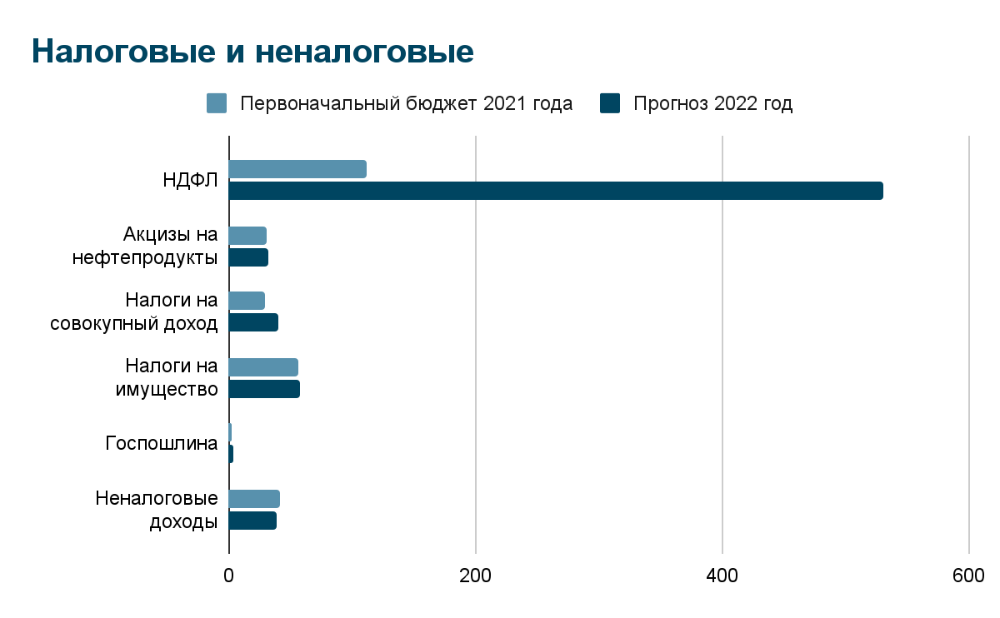 Налоговые и неналоговые
Первоначальный бюджет 2021 года
Прогноз 2022 год
НДФЛ
Акцизы на
нефтепродукты
Налоги на
совокупный доход
Налоги на
имущество
Госпошлина
Неналоговые
доходы
0
200
400
600